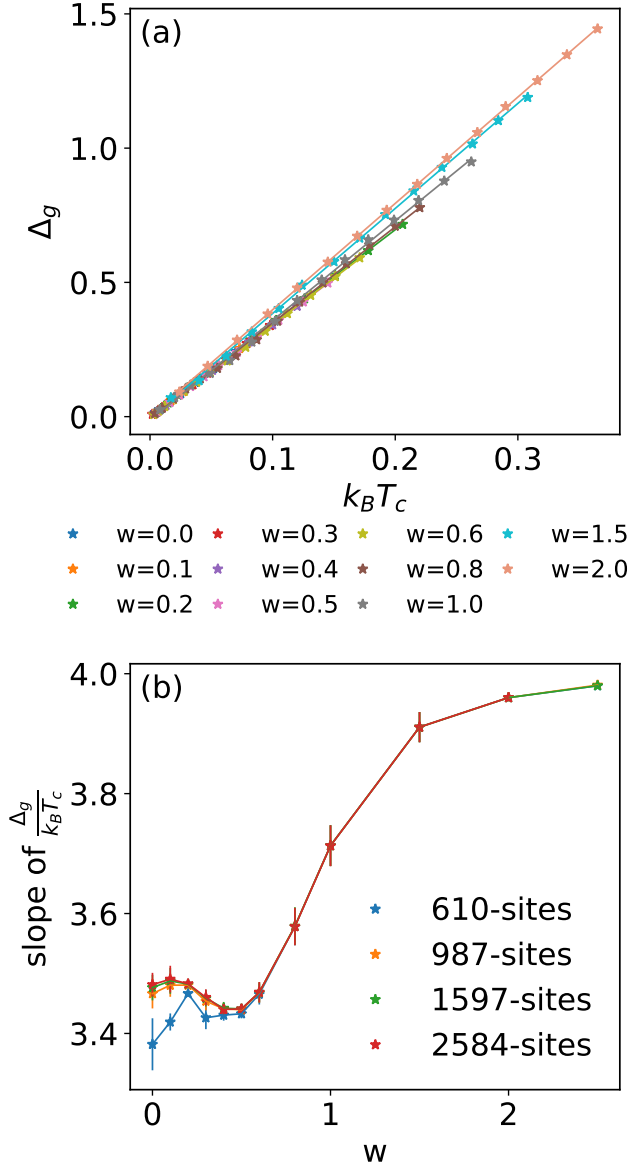 (a)
1.5
1.0
0.5
0.0
Δg
0.0 0.1 0.2 0.3
kBTc
w=0.0 w=0.3 w=0.6 w=1.5
w=0.1 w=0.4 w=0.8 w=2.0
w=0.2 w=0.5 w=1.0
(b)
4.0
3.8
3.6
3.4
slope of Δg/kBTc
610-sites
987-sites
1597-sites
2584-sites
0 1 2
w